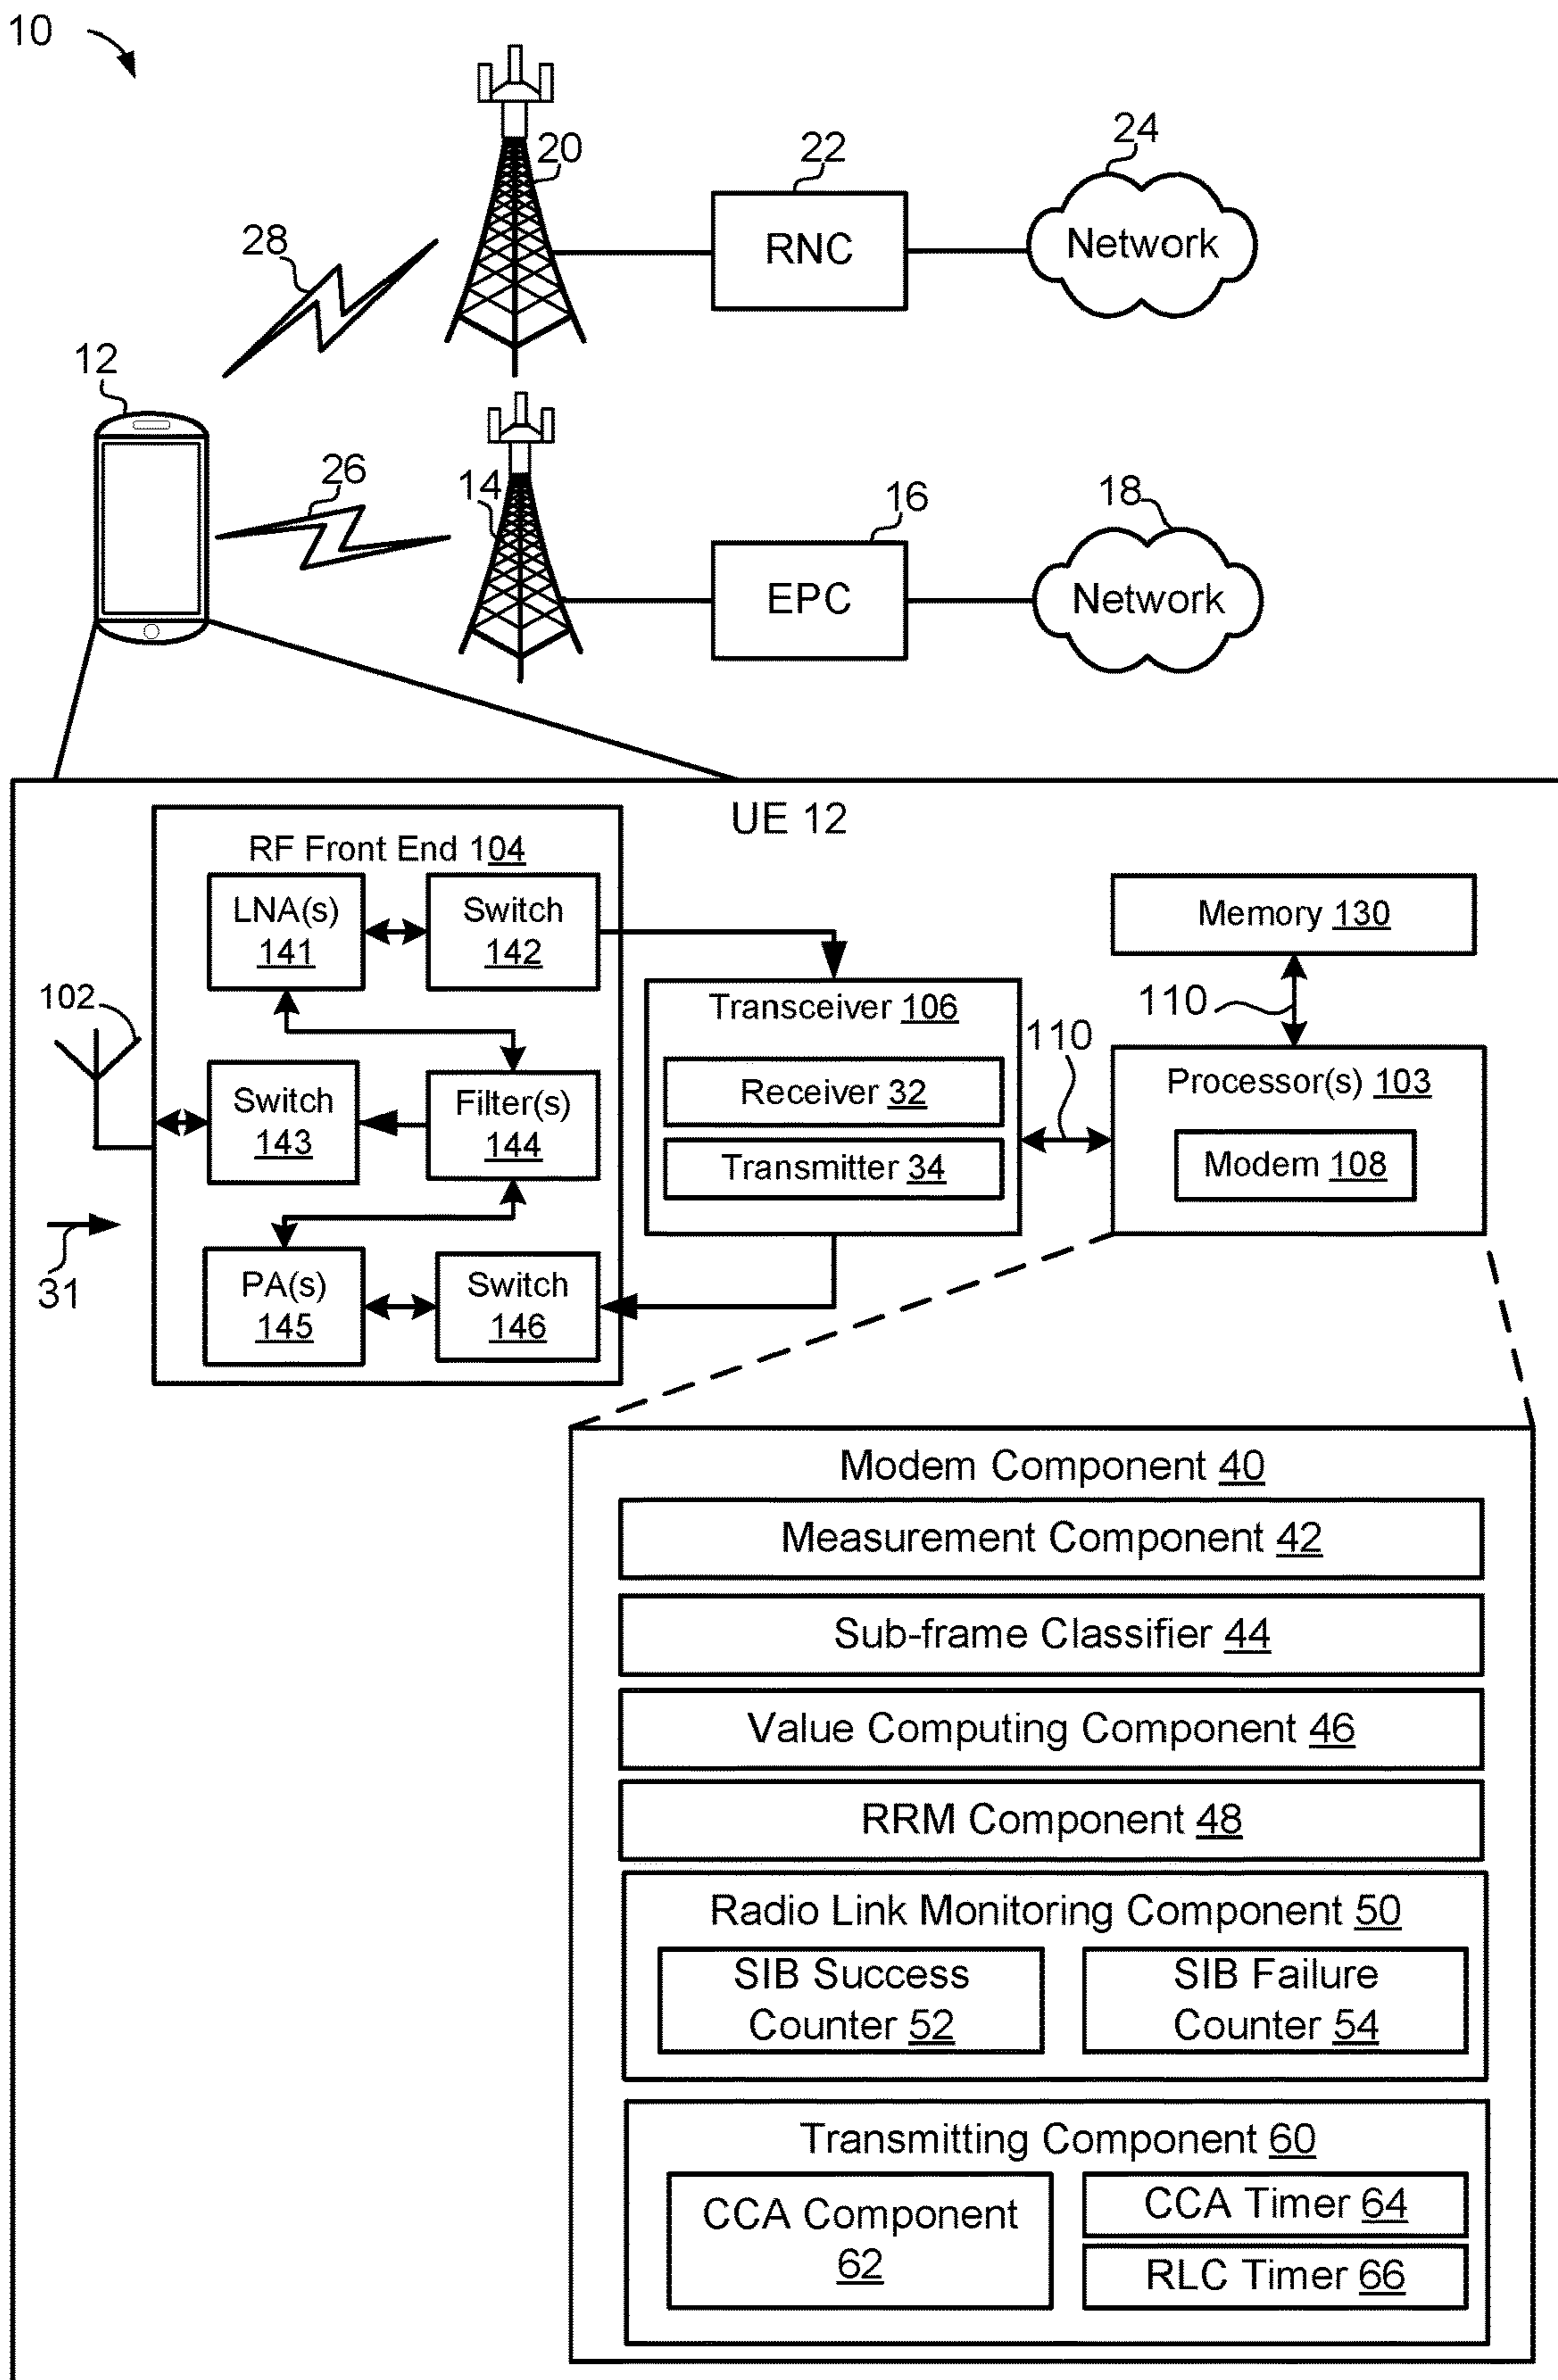 10
20
22
24
RNC
Network
28
12
26
14
16
18
EPC
Network
UE 12
RF Front End 104
LNA(s)
141
Switch
142
Memory 130
102
Transceiver 106
110
110
Receiver 32
Transmitter 34
Processor(s) 103
Modem 108
Switch
143
Filter(s)
144
31
PA(s)
145
Switch
146
Modem Component 40
Measurement Component 42
Sub-frame Classifier 44
Value Computing Component 46
RRM Component 48
Radio Link Monitoring Component 50
SIB Success
Counter 52
SIB Failure
Counter 54
Transmitting Component 60
CCA Component
62
CCA Timer 64
RLC Timer 66